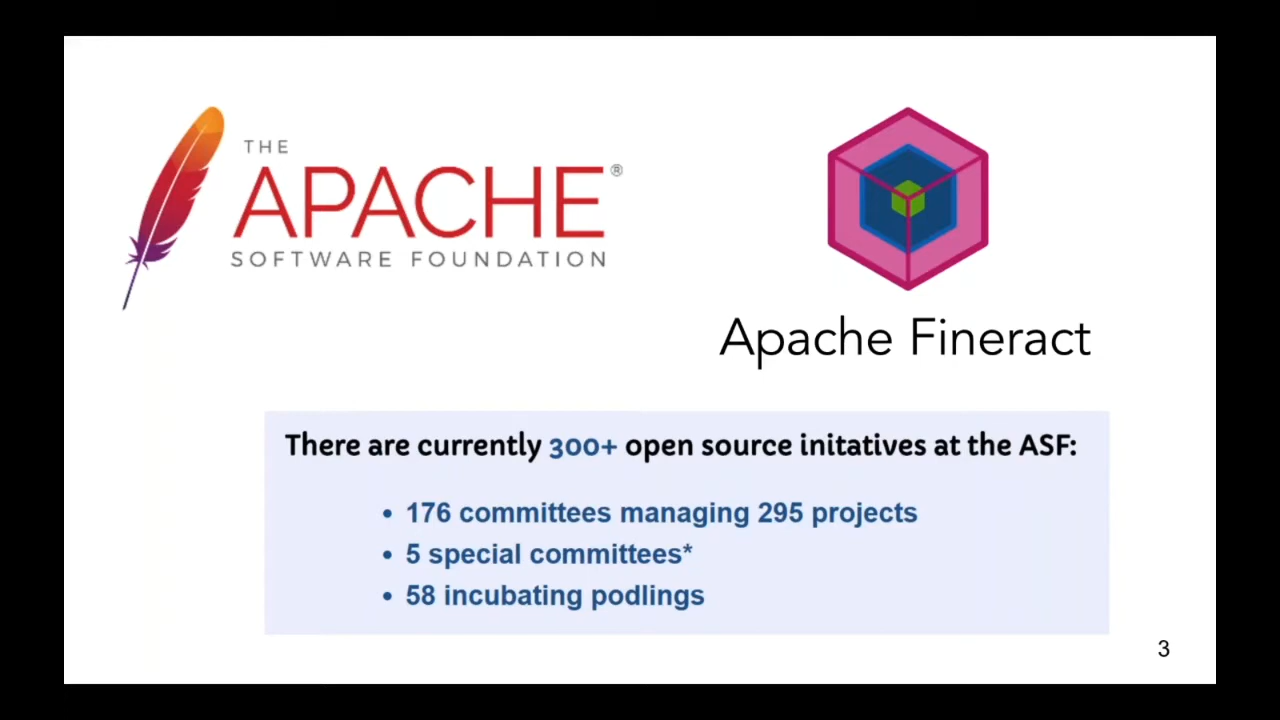 THE
APACHE®
SOFTWARE FOUNDATION
Apache Fineract
There are currently 300+ open source initatives at the ASF:
• 176 committees managing 295 projects
• 5 special committees*
• 58 incubating podlings
3